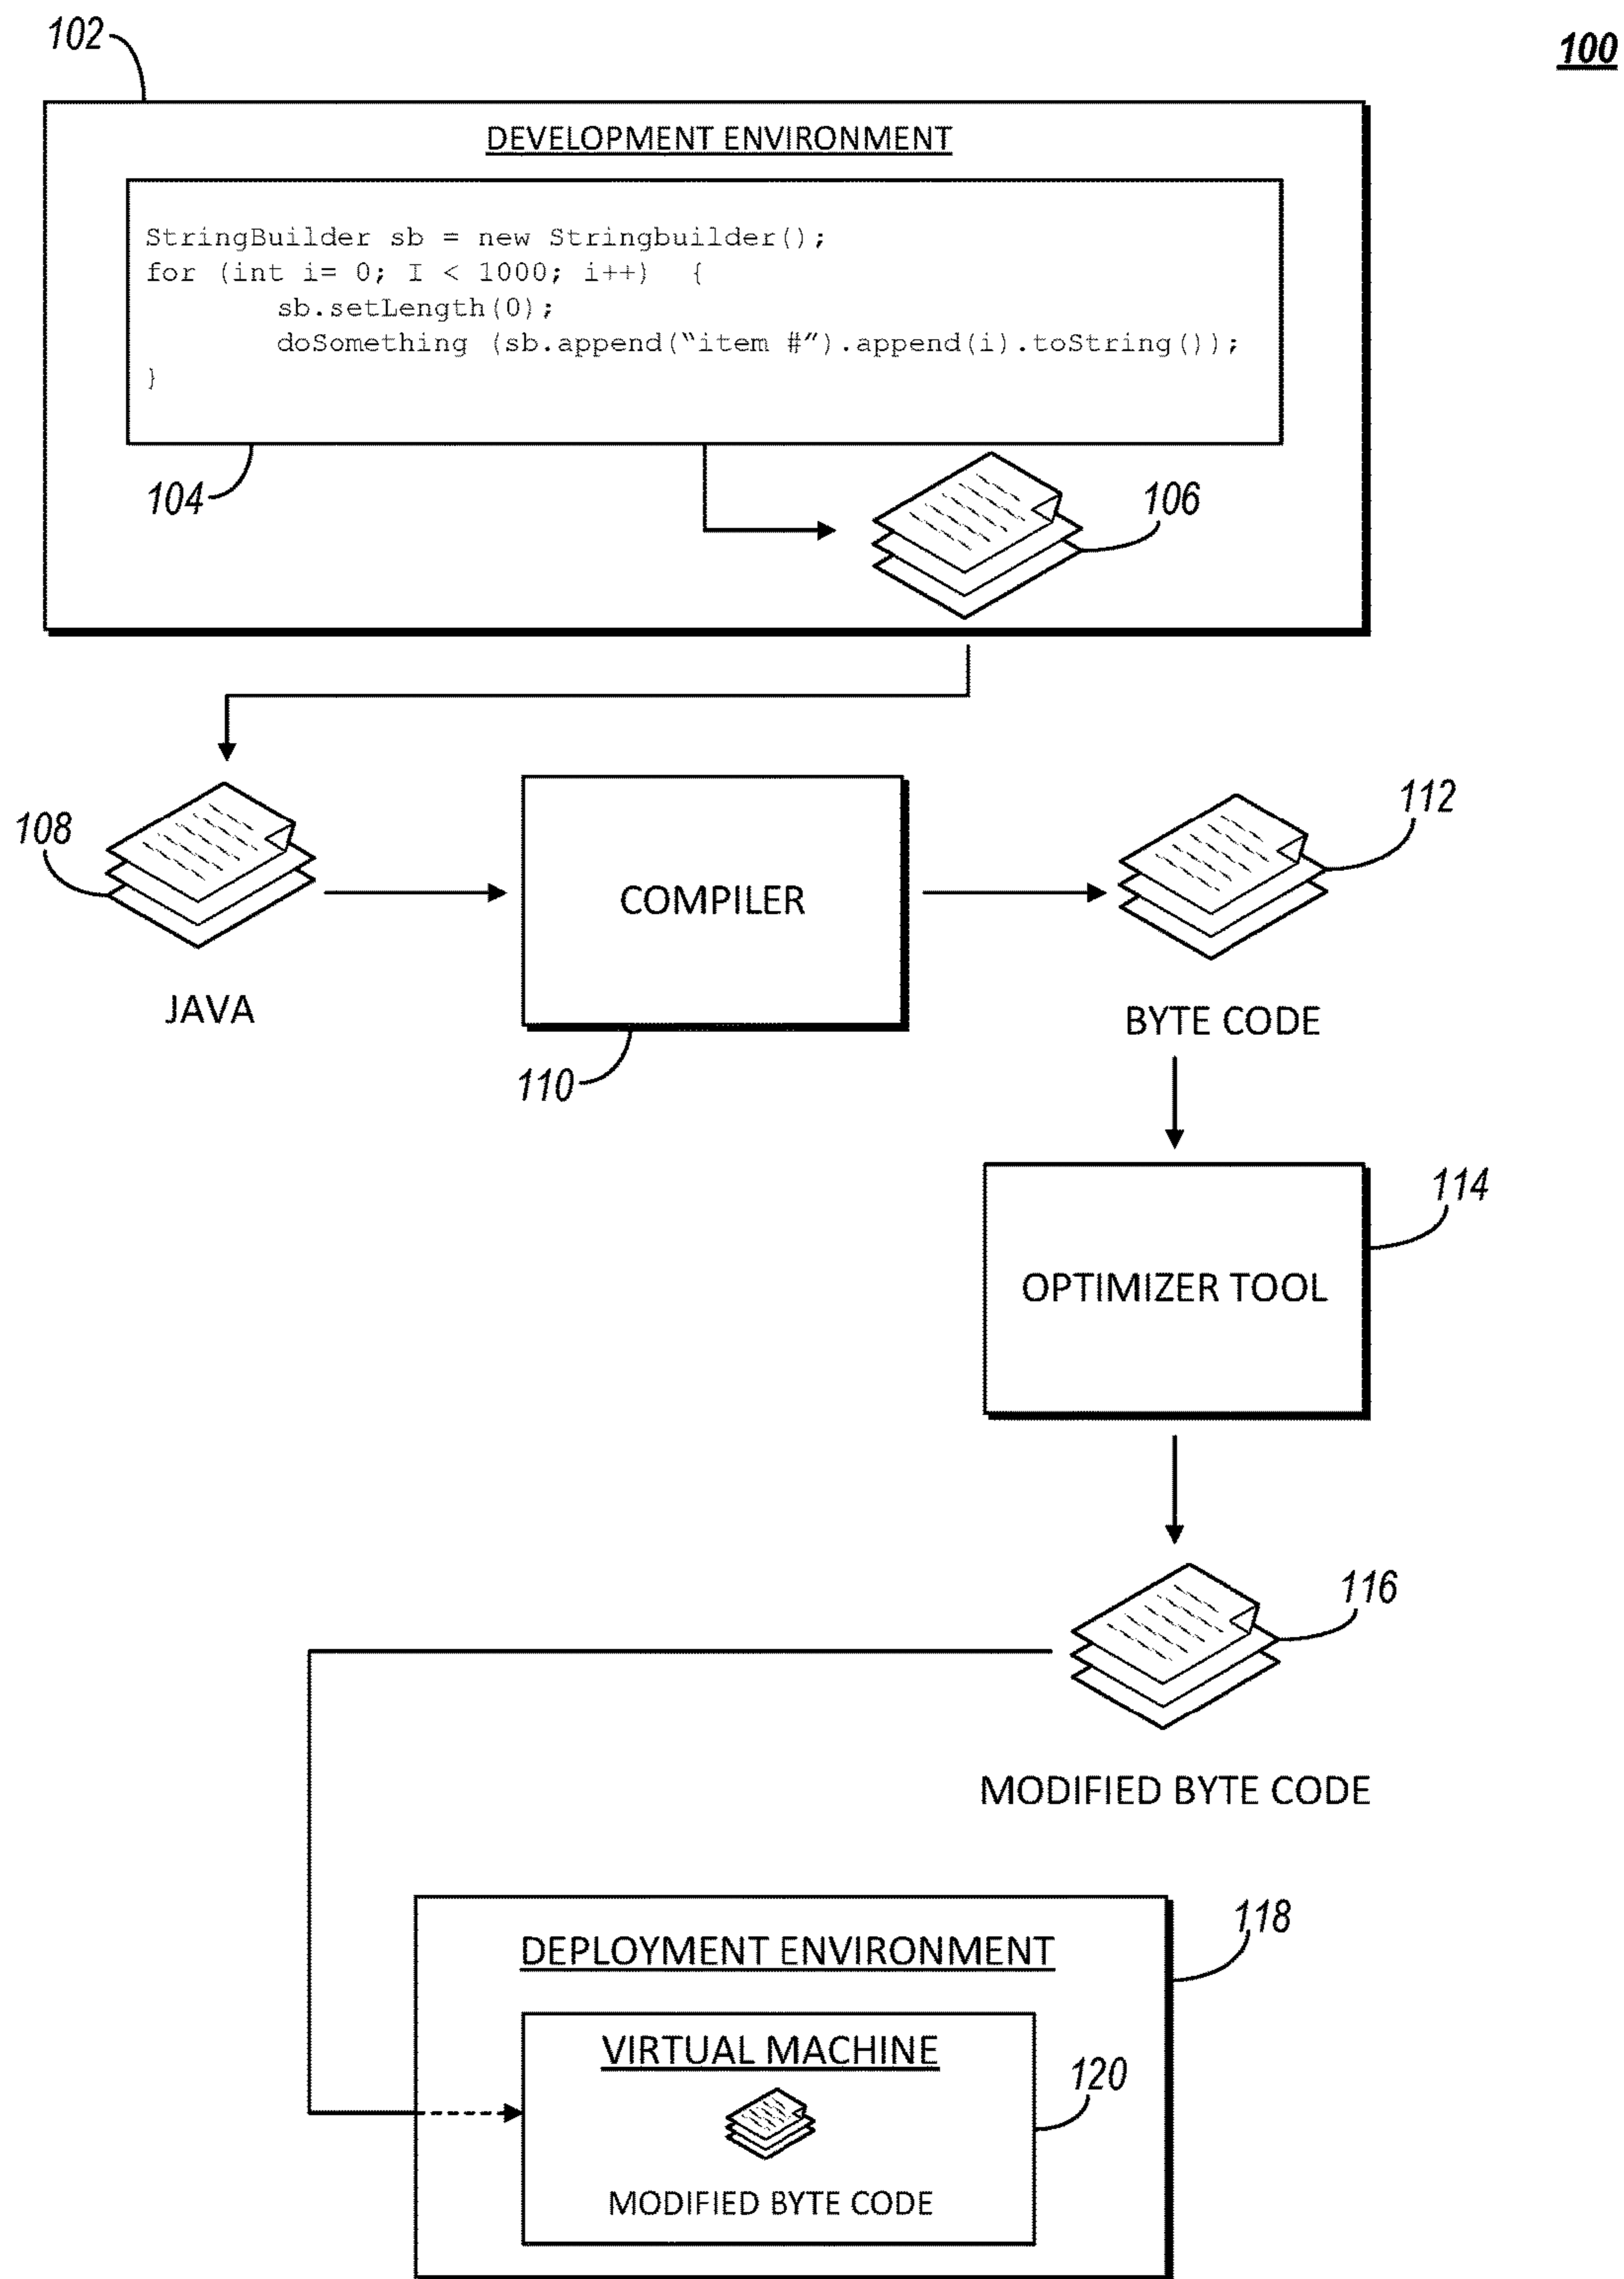 102
100
DEVELOPMENT ENVIRONMENT
StringBuilder sb = new Stringbuilder();
for (int i= 0; I < 1000; i++)  {
sb.setLength(0);
doSomething (sb.append(“item #”).append(i).toString());
}
104
106
108
112
COMPILER
JAVA
BYTE CODE
110
114
OPTIMIZER TOOL
116
MODIFIED BYTE CODE
118
DEPLOYMENT ENVIRONMENT
VIRTUAL MACHINE
120
MODIFIED BYTE CODE